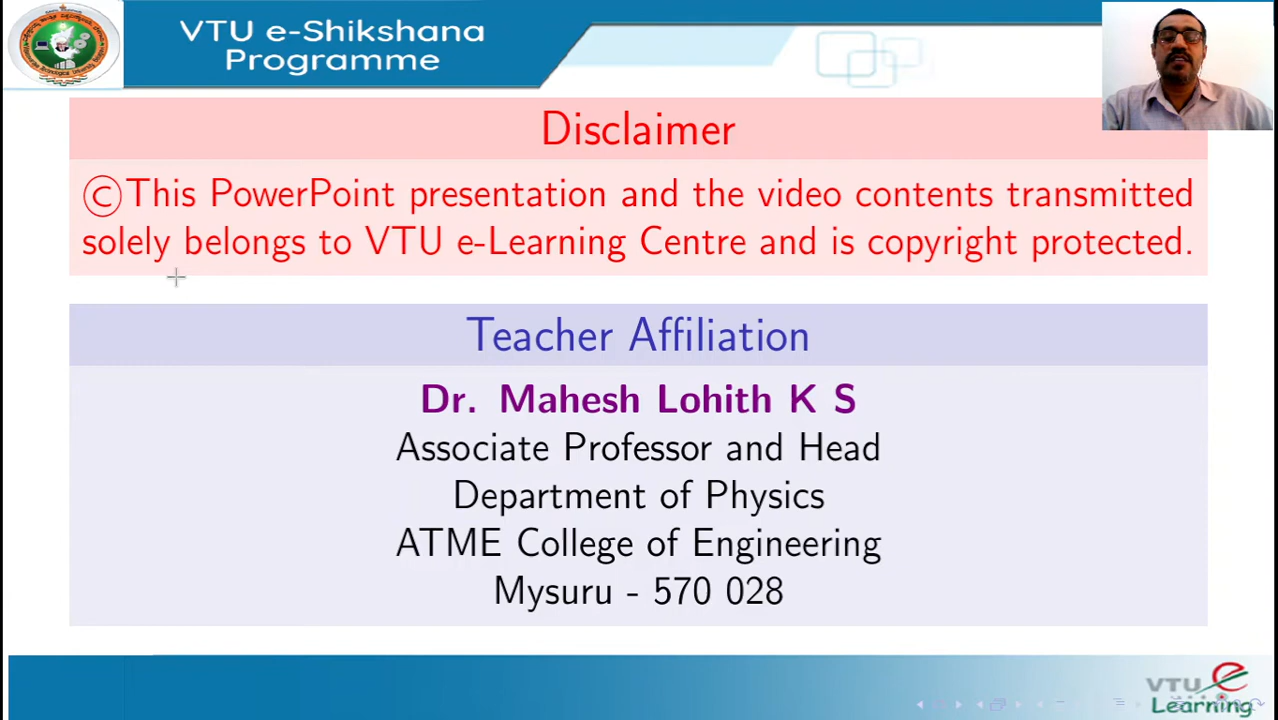 VTU e-Shikshana
Programme
Disclaimer
©This PowerPoint presentation and the video contents transmitted
solely belongs to VTU e-Learning Centre and is copyright protected.
Teacher Affiliation
Dr. Mahesh Lohith K S
Associate Professor and Head
Department of Physics
ATME College of Engineering
Mysuru - 570 028
VTU e
Learning